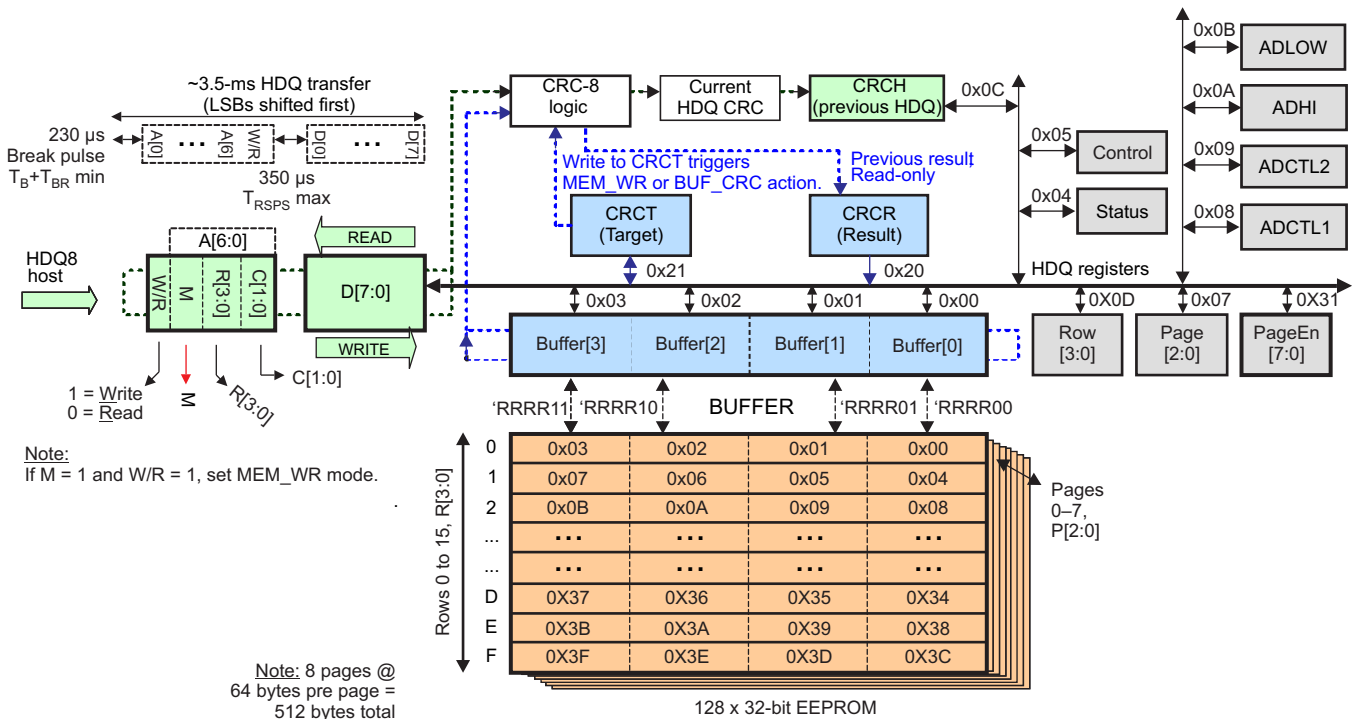 ~3.5-ms HDQ transfer
(LSBs shifted first)
230 µs
Break pulse
TB+TBR min
A[0]
•••
A[6]
W/R
D[0]
•••
D[7]
350 µs
TRSPS max
CRC-8
logic
Current
HDQ CRC
CRCH
(previous HDQ)
0x0C
0x0B
ADLOW
0x0A
ADHI
0x05
Control
0x09
ADCTL2
0x04
Status
0x08
ADCTL1
Write to CRCT triggers
MEM_WR or BUF_CRC action.
Previous result,
Read-only
CRCT
(Target)
CRCR
(Result)
0x21
0x20
HDQ registers
HDQ8
host
A[6:0]
W/R
M
R[3:0]
C[1:0]
READ
D[7:0]
WRITE
1 = Write
0 = Read
M
R[3:0]
C[1:0]
Note:
If M = 1 and W/R = 1, set MEM_WR mode.
.
0x03
0x02
0x01
0x00
0X0D
0x07
0X31
Buffer[3]
Buffer[2]
Buffer[1]
Buffer[0]
Row
[3:0]
Page
[2:0]
PageEn
[7:0]
‘RRRR11
‘RRRR10
BUFFER
‘RRRR01
‘RRRR00
Rows 0 to 15, R[3:0]
0 0x03 0x02 0x01 0x00
1 0x07 0x06 0x05 0x04
2 0x0B 0x0A 0x09 0x08
... ••• ••• ••• •••
... ••• ••• ••• •••
D 0X37 0X36 0X35 0X34
E 0X3B 0X3A 0X39 0X38
F 0X3F 0X3E 0X3D 0X3C
Pages
0–7,
P[2:0]
Note: 8 pages @
64 bytes pre page =
512 bytes total
128 x 32-bit EEPROM